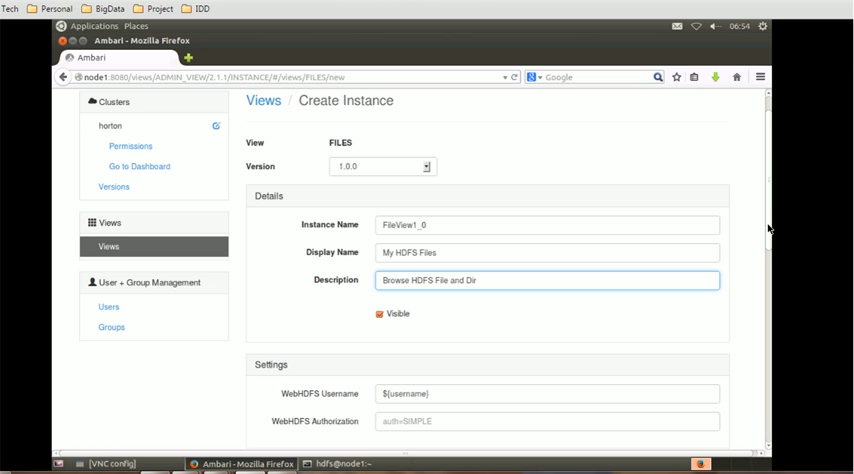 Tech Personal BigData Project IDD
Applications Places 06:54
Ambari - Mozilla Firefox
Ambari
node1:8080/views/ADMIN_VIEW/2.1.1/INSTANCE/#/views/FILES/new Google
Clusters
horton
Permissions
Go to Dashboard
Versions
Views
Views
User + Group Management
Users
Groups
Views / Create Instance
View FILES
Version 1.0.0
Details
Instance Name FileView1_0
Display Name My HDFS Files
Description Browse HDFS File and Dir
Visible
Settings
WebHDFS Username ${username}
WebHDFS Authorization auth=SIMPLE
[VNC config] Ambari - Mozilla Firefox hdfs@node1:~